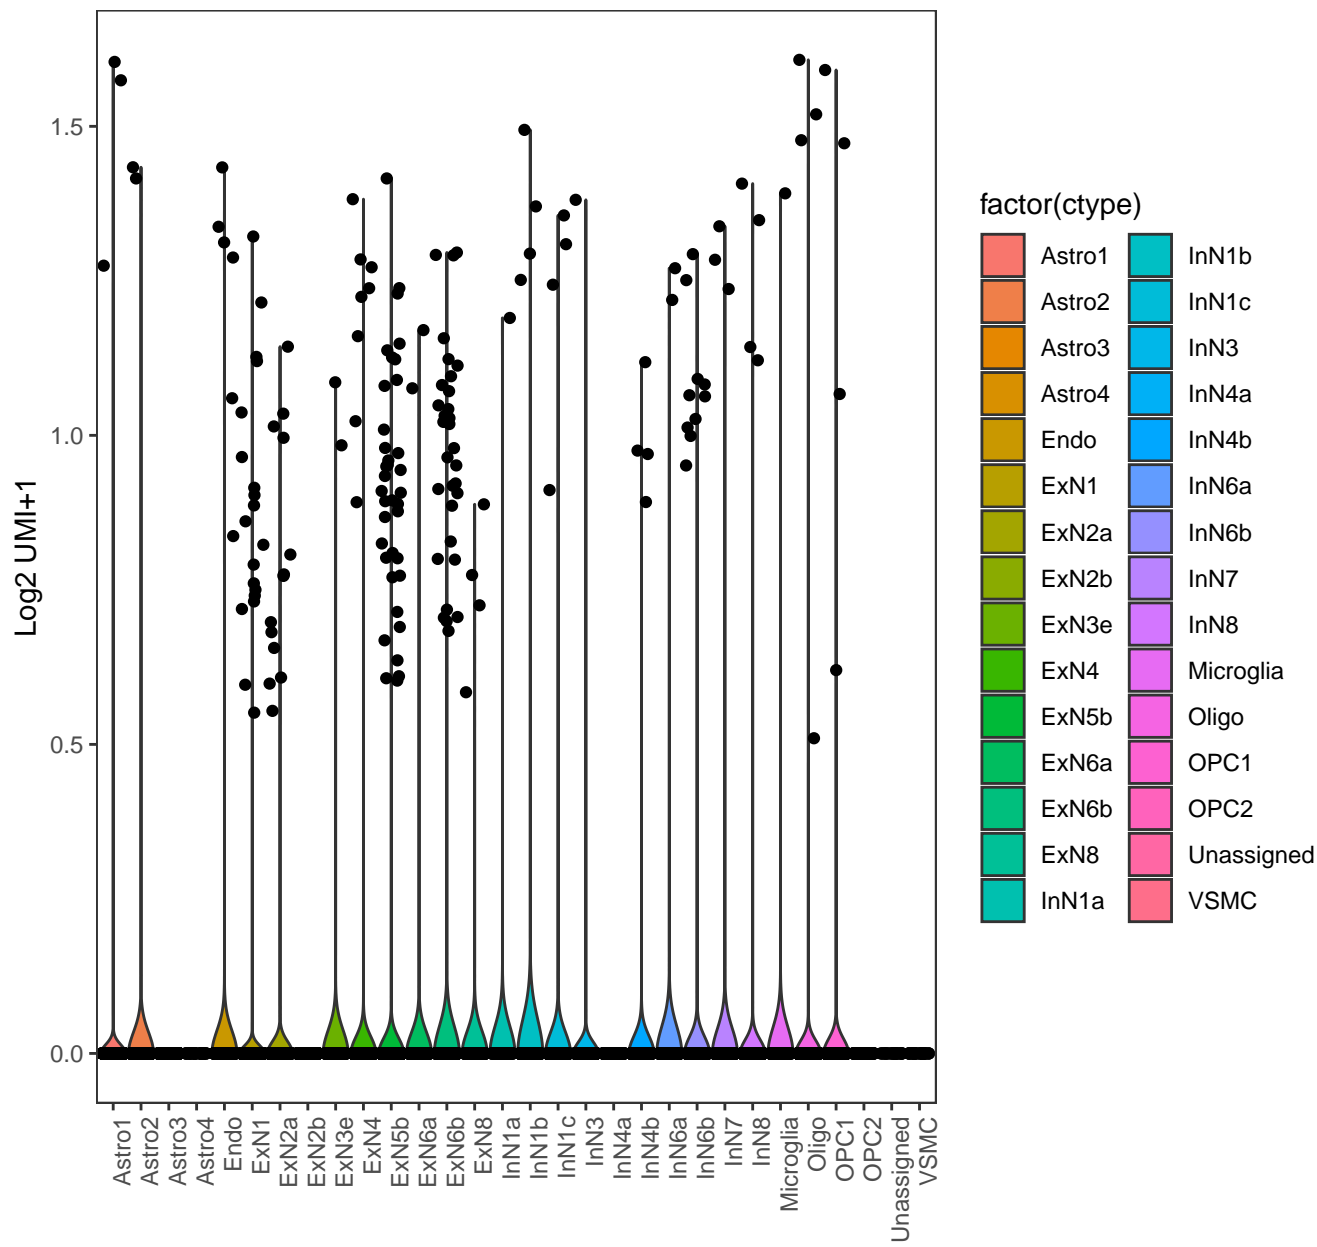 Log2 UMI+1
1.5
1.0
0.5
0.0
Astro1
Astro2
Astro3
Astro4
Endo
ExN1
ExN2a
ExN2b
ExN3e
ExN4
ExN5b
ExN6a
ExN6b
ExN8
InN1a
InN1b
InN1c
InN3
InN4a
InN4b
InN6a
InN6b
InN7
InN8
Microglia
Oligo
OPC1
OPC2
Unassigned
VSMC
factor(ctype)
Astro1
Astro2
Astro3
Astro4
Endo
ExN1
ExN2a
ExN2b
ExN3e
ExN4
ExN5b
ExN6a
ExN6b
ExN8
InN1a
InN1b
InN1c
InN3
InN4a
InN4b
InN6a
InN6b
InN7
InN8
Microglia
Oligo
OPC1
OPC2
Unassigned
VSMC